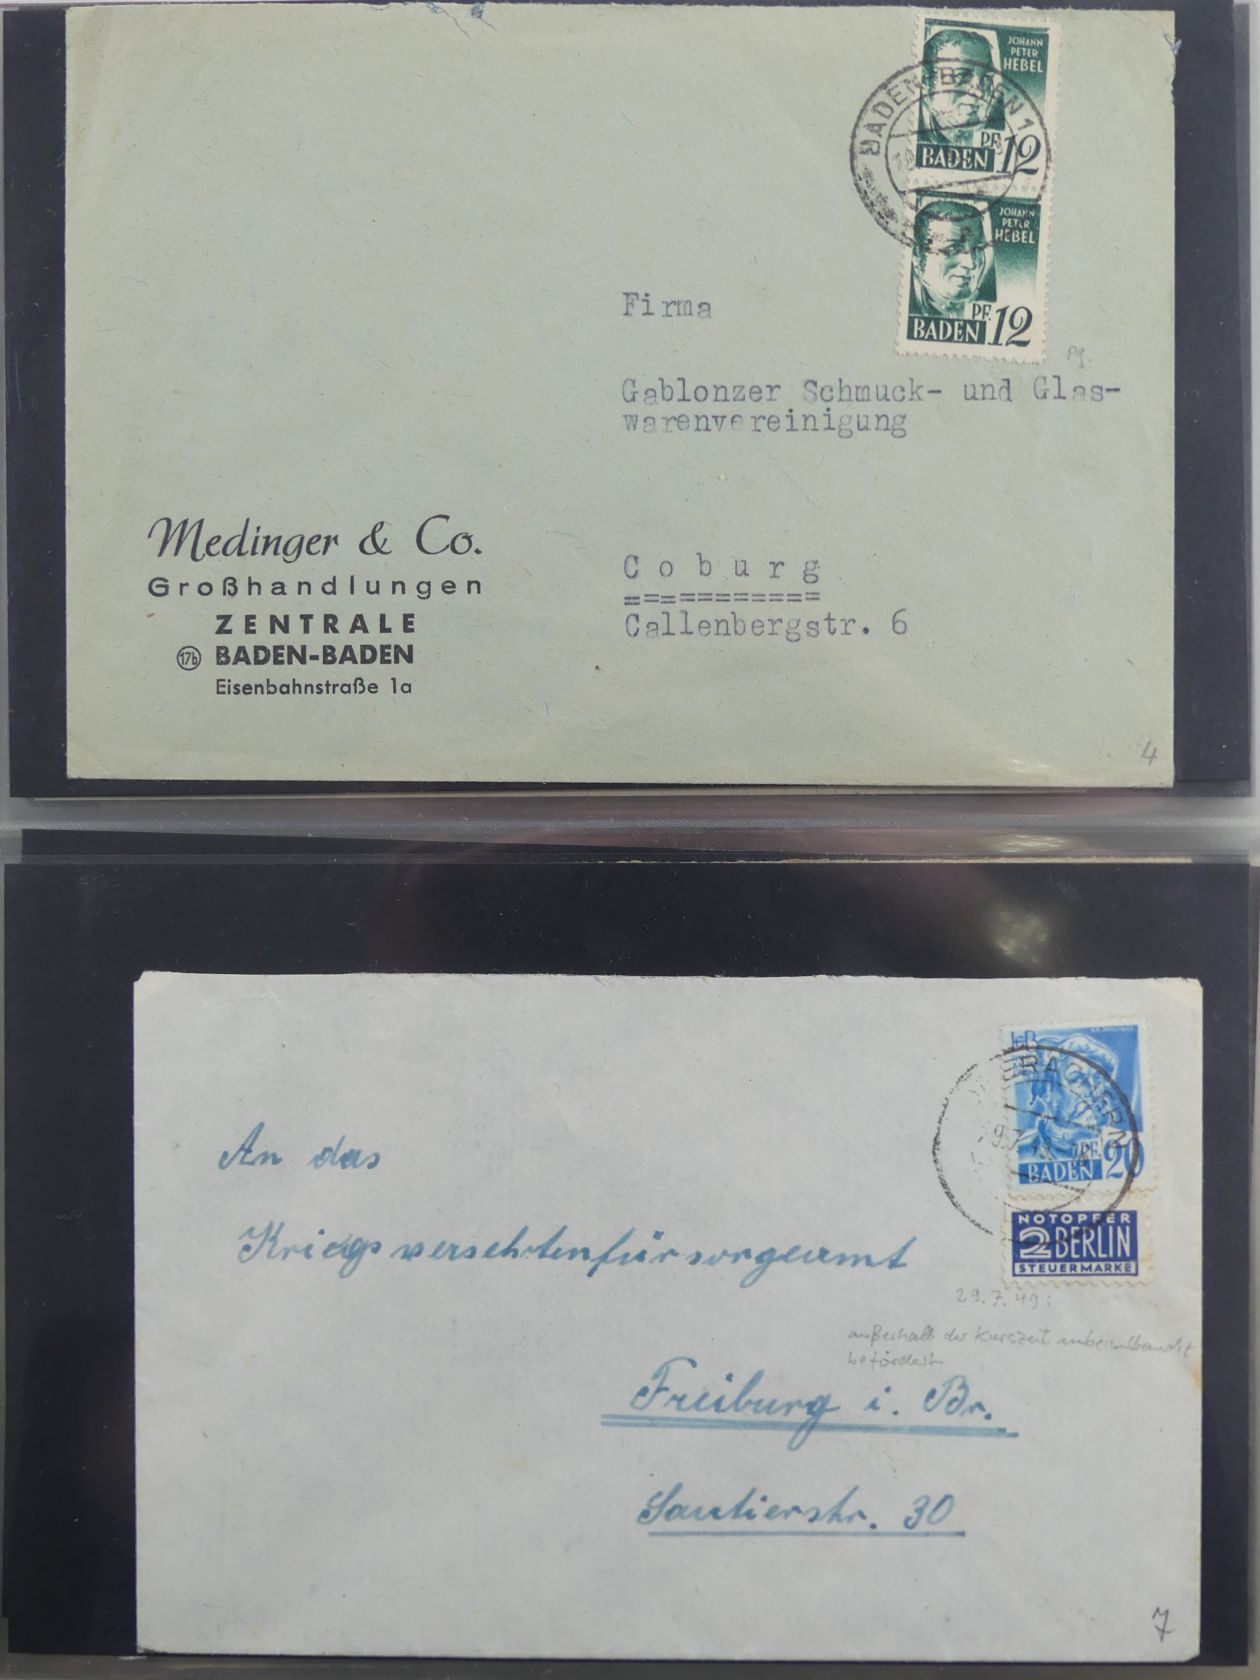 JOHANN
PETER
HEBEL
BADEN PF. 12
BADEN-BADEN 1
JOHANN
PETER
HEBEL
BADEN PF. 12
Firma
Pg.
Gablonzer Schmuck- und Glas-
warenvereinigung
Medinger & Co.
Großhandlungen
ZENTRALE
17b BADEN-BADEN
Eisenbahnstraße 1a
Coburg
===========
Callenbergstr. 6
4
BADEN PF. 20
NOTOPFER
2 BERLIN
STEUERMARKE
An das
Kriegsversehrtenfürsorgeamt
29.7.49:
außerhalb der Kurszeit unbeanstandet
befördert
Freiburg i. Br.
Sautierstr. 30
7